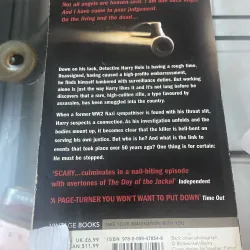 Not all angels are human sent. I am one such angel.
And I have come to pass judgement.
On the living and the dead...
Down on his luck, Detective Harry Hole is having a rough time.
Reassigned, having caused a high-profile embarrassment,
he finds himself burdened with surveillance duties. But working
alone is just the way Harry likes it and it's not long before he
discovers that a rare, high-calibre rifle, a type favoured by
assassins, has been smuggled into the country.
When a former WW2 Nazi sympathiser is found with his throat slit,
Harry suspects a connection. As his investigation unfolds and the
bodies mount up, it becomes clear that the killer is hell-bent on
serving his own justice. But who is he? And what is the link to
events that took place over 50 years ago? One thing is for certain:
He must be stopped.
'SCARY...culminates in a nail-biting episode
with overtones of The Day of the Jackal' Independent
'A PAGE-TURNER YOU WON'T WANT TO PUT DOWN' Time Out
VINTAGE BOOKS
UK £6.99